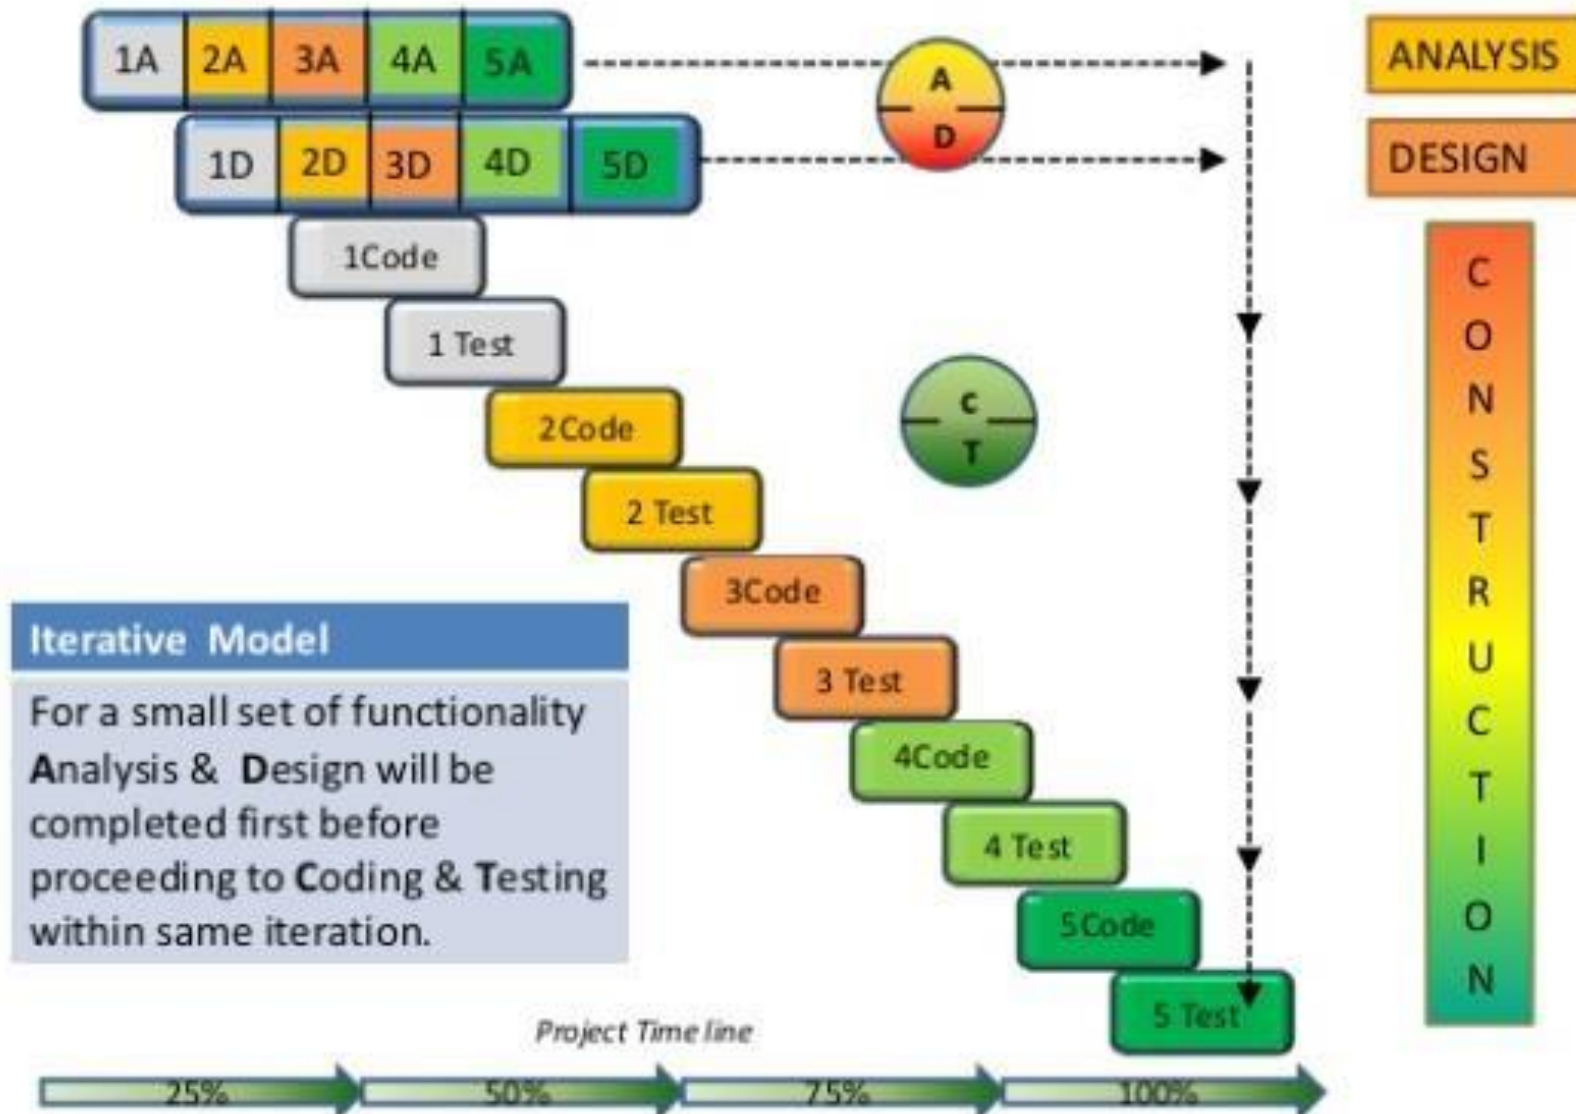 1A 2A 3A 4A 5A
A
D
ANALYSIS
1D 2D 3D 4D 5D
DESIGN
1Code
1 Test
2Code
C
T
2 Test
3Code
3 Test
4Code
4 Test
5Code
5 Test
CONSTRUCTION
Iterative Model
For a small set of functionality
Analysis & Design will be
completed first before
proceeding to Coding & Testing
within same iteration.
Project Time line
25% 50% 75% 100%